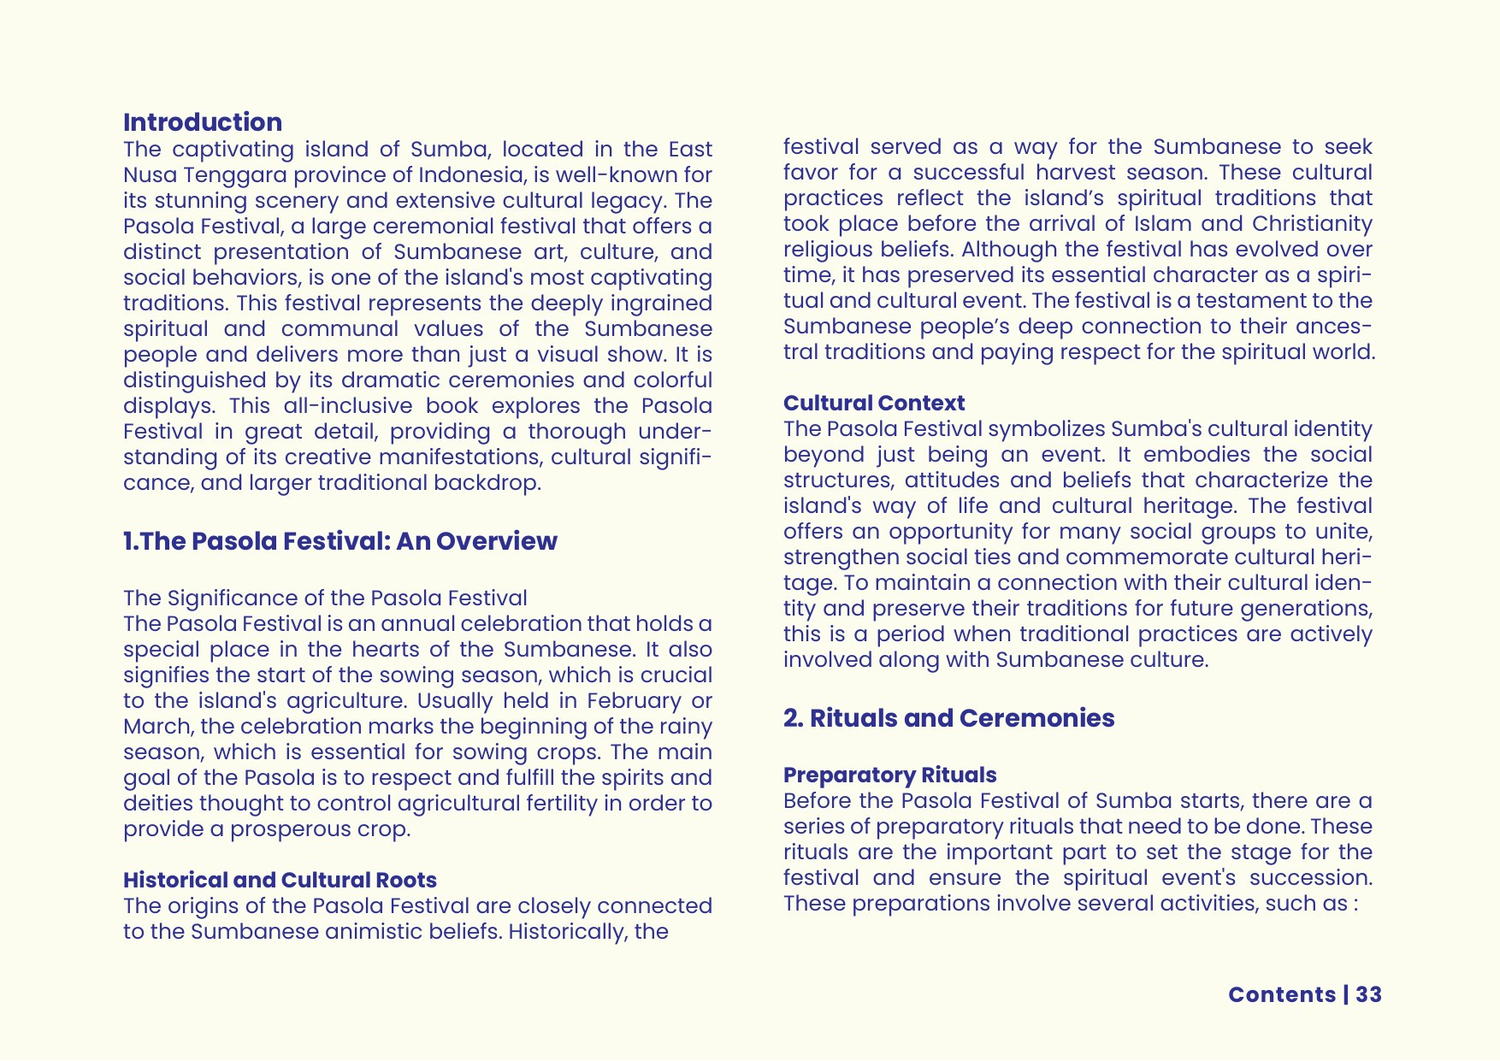 Introduction
The captivating island of Sumba, located in the East
Nusa Tenggara province of Indonesia, is well-known for
its stunning scenery and extensive cultural legacy. The
Pasola Festival, a large ceremonial festival that offers a
distinct presentation of Sumbanese art, culture, and
social behaviors, is one of the island's most captivating
traditions. This festival represents the deeply ingrained
spiritual and communal values of the Sumbanese
people and delivers more than just a visual show. It is
distinguished by its dramatic ceremonies and colorful
displays. This all-inclusive book explores the Pasola
Festival in great detail, providing a thorough under-
standing of its creative manifestations, cultural signifi-
cance, and larger traditional backdrop.
1.The Pasola Festival: An Overview
The Significance of the Pasola Festival
The Pasola Festival is an annual celebration that holds a
special place in the hearts of the Sumbanese. It also
signifies the start of the sowing season, which is crucial
to the island's agriculture. Usually held in February or
March, the celebration marks the beginning of the rainy
season, which is essential for sowing crops. The main
goal of the Pasola is to respect and fulfill the spirits and
deities thought to control agricultural fertility in order to
provide a prosperous crop.
Historical and Cultural Roots
The origins of the Pasola Festival are closely connected
to the Sumbanese animistic beliefs. Historically, the
festival served as a way for the Sumbanese to seek
favor for a successful harvest season. These cultural
practices reflect the island’s spiritual traditions that
took place before the arrival of Islam and Christianity
religious beliefs. Although the festival has evolved over
time, it has preserved its essential character as a spiri-
tual and cultural event. The festival is a testament to the
Sumbanese people’s deep connection to their ances-
tral traditions and paying respect for the spiritual world.
Cultural Context
The Pasola Festival symbolizes Sumba's cultural identity
beyond just being an event. It embodies the social
structures, attitudes and beliefs that characterize the
island's way of life and cultural heritage. The festival
offers an opportunity for many social groups to unite,
strengthen social ties and commemorate cultural heri-
tage. To maintain a connection with their cultural iden-
tity and preserve their traditions for future generations,
this is a period when traditional practices are actively
involved along with Sumbanese culture.
2. Rituals and Ceremonies
Preparatory Rituals
Before the Pasola Festival of Sumba starts, there are a
series of preparatory rituals that need to be done. These
rituals are the important part to set the stage for the
festival and ensure the spiritual event's succession.
These preparations involve several activities, such as :
Contents | 33